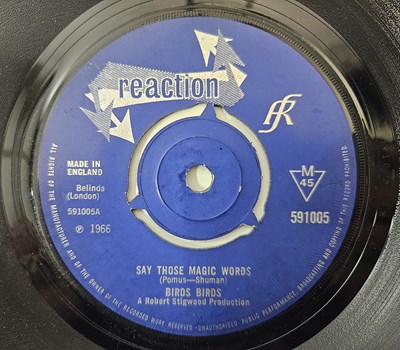 reaction
MADE IN
ENGLAND
Belinda
(London)
591005A
℗ 1966
M
45
591005
SAY THOSE MAGIC WORDS
(Pomus—Shuman)
BIRDS BIRDS
A Robert Stigwood Production
ALL RIGHTS OF THE MANUFACTURER AND OF THE OWNER OF THE RECORDED WORK RESERVED · UNAUTHORISED PUBLIC PERFORMANCE, BROADCASTING AND COPYING OF THIS RECORD PROHIBITED.